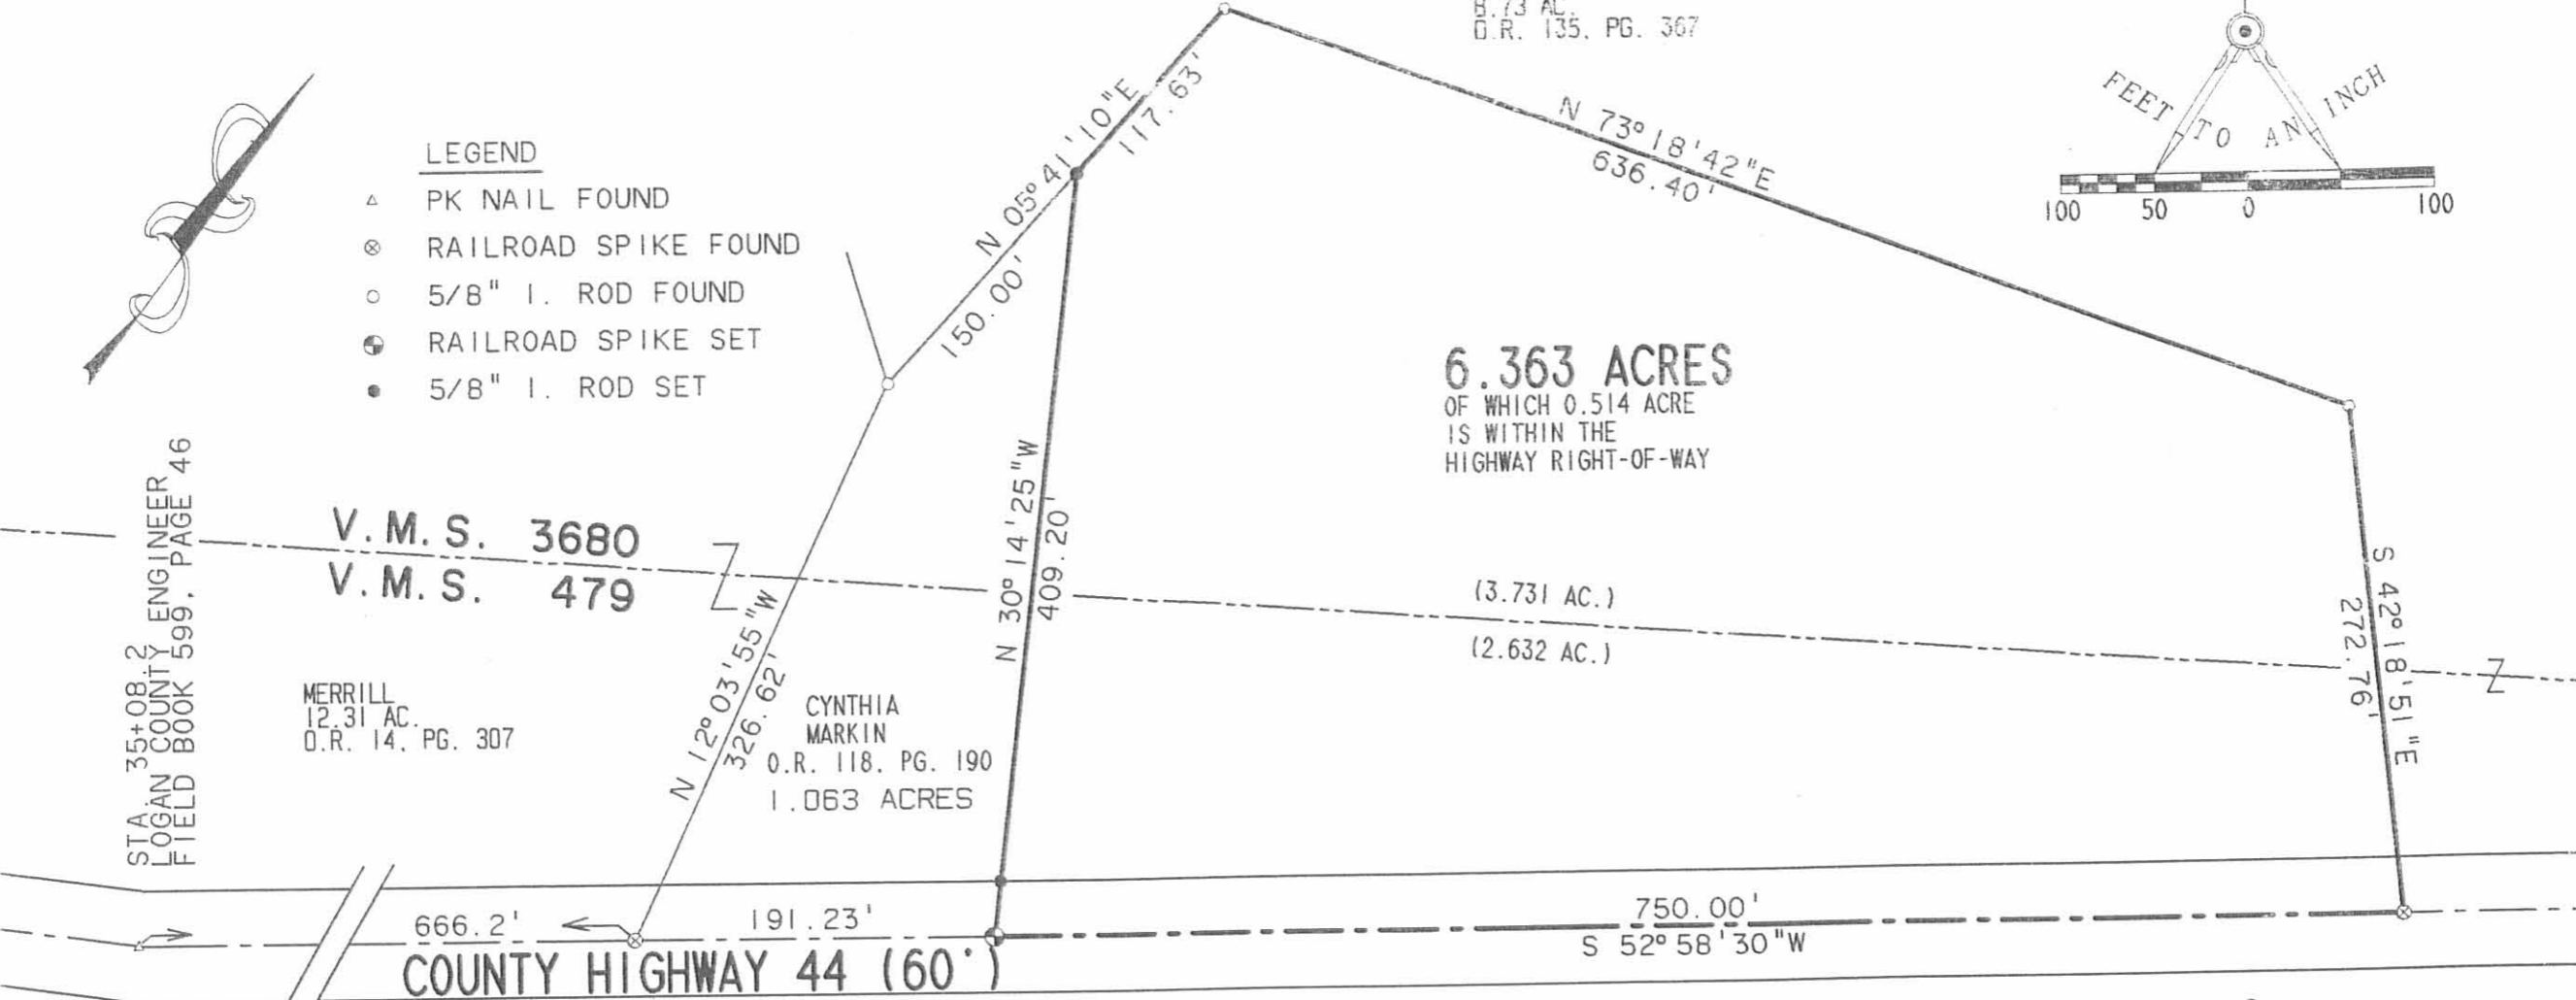 8.73 AC.
O.R. 135, PG. 367
FEET TO AN INCH
100 50 0 100
LEGEND
PK NAIL FOUND
RAILROAD SPIKE FOUND
5/8" I. ROD FOUND
RAILROAD SPIKE SET
5/8" I. ROD SET
N 05°41'10"E
117.63'
150.00'
N 73°18'42"E
636.40'
6.363 ACRES
OF WHICH 0.514 ACRE
IS WITHIN THE
HIGHWAY RIGHT-OF-WAY
STA. 35+08.2
LOGAN COUNTY ENGINEER
FIELD BOOK 599, PAGE 46
V.M.S. 3680
V.M.S. 479
N 30°14'25"W
409.20'
(3.731 AC.)
(2.632 AC.)
S 42°18'51"E
272.76'
N 12°03'55"W
326.62'
MERRILL
12.31 AC.
O.R. 14, PG. 307
CYNTHIA
MARKIN
O.R. 118, PG. 190
1.063 ACRES
666.2'
191.23'
750.00'
S 52°58'30"W
COUNTY HIGHWAY 44 (60')